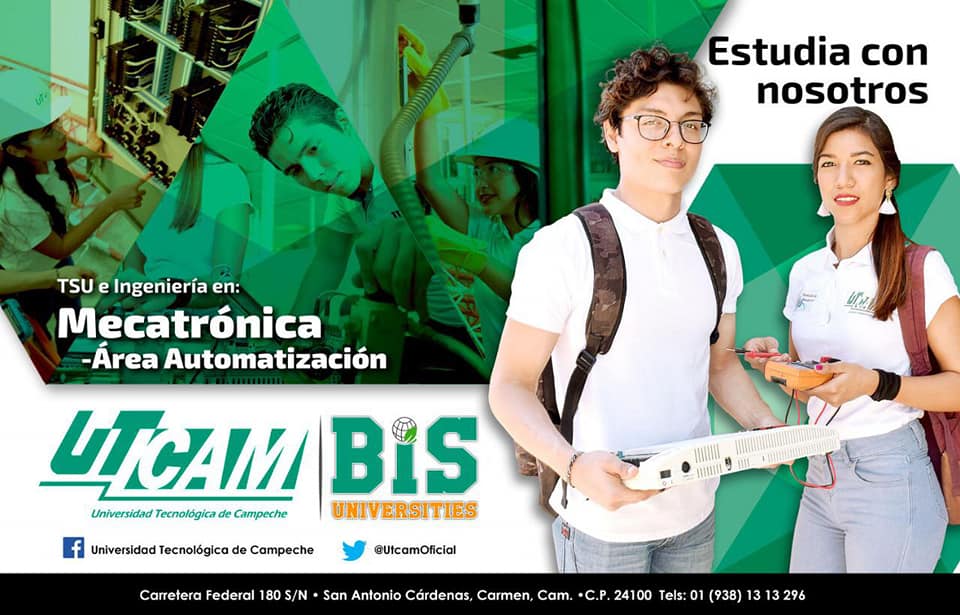 Estudia con
nosotros
TSU e Ingeniería en:
Mecatrónica
-Área Automatización
UTCAM
Universidad Tecnológica de Campeche
BiS
UNIVERSITIES
Universidad Tecnológica de Campeche
@UtcamOficial
UTCAM
Carretera Federal 180 S/N • San Antonio Cárdenas, Carmen, Cam. •C.P. 24100 Tels: 01 (938) 13 13 296